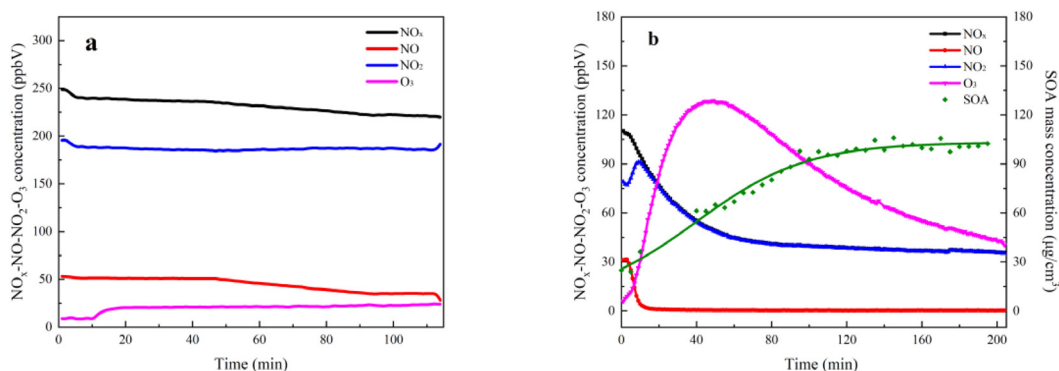 a
NOx
NO
NO2
O3
NOx-NO-NO2-O3 concentration (ppbV)
300
250
200
150
100
50
0
0 20 40 60 80 100
Time (min)
b
NOx
NO
NO2
O3
SOA
NOx-NO-NO2-O3 concentration (ppbV)
180
150
120
90
60
30
0
0 40 80 120 160 200
Time (min)
SOA mass concentration (μg/cm3)
180
150
120
90
60
30
0